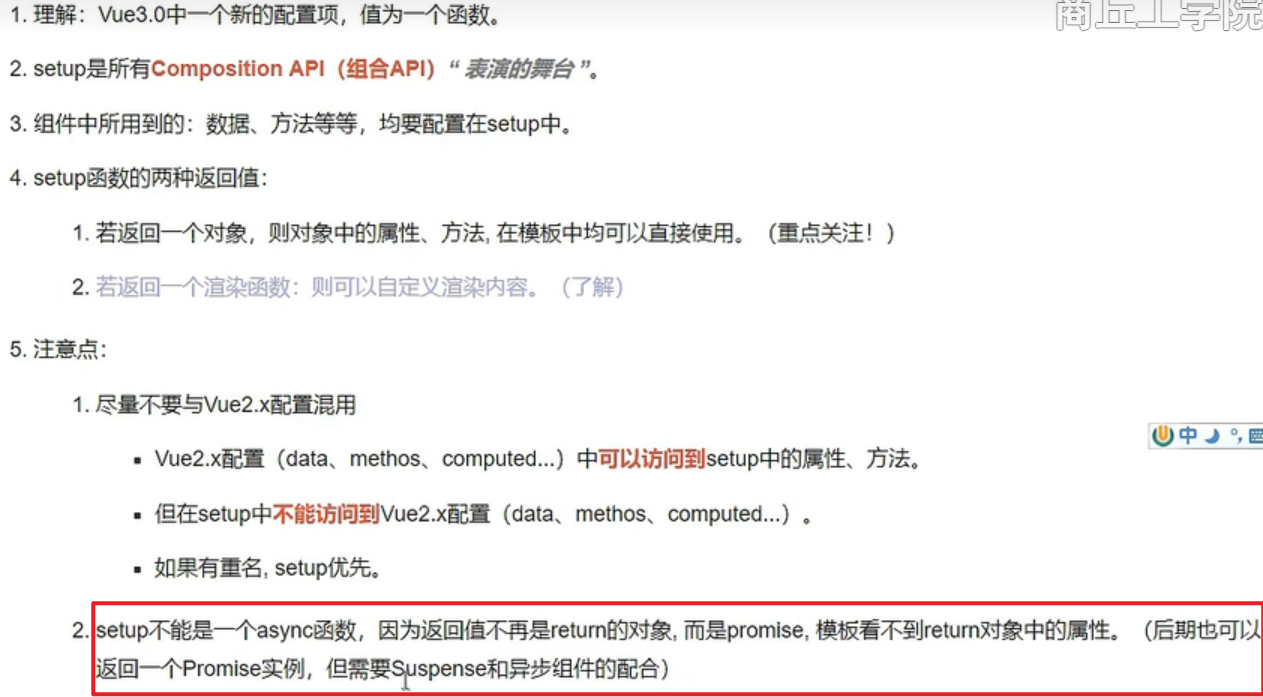 商丘工学院
1. 理解：Vue3.0中一个新的配置项，值为一个函数。
2. setup是所有Composition API（组合API）“ 表演的舞台 ”。
3. 组件中所用到的：数据、方法等等，均要配置在setup中。
4. setup函数的两种返回值：
1. 若返回一个对象，则对象中的属性、方法, 在模板中均可以直接使用。（重点关注！）
2. 若返回一个渲染函数：则可以自定义渲染内容。（了解）
5. 注意点：
1. 尽量不要与Vue2.x配置混用
▪ Vue2.x配置（data、methos、computed...）中可以访问到setup中的属性、方法。
中
▪ 但在setup中不能访问到Vue2.x配置（data、methos、computed...）。
▪ 如果有重名, setup优先。
2. setup不能是一个async函数，因为返回值不再是return的对象, 而是promise, 模板看不到return对象中的属性。（后期也可以
返回一个Promise实例，但需要Suspense和异步组件的配合）